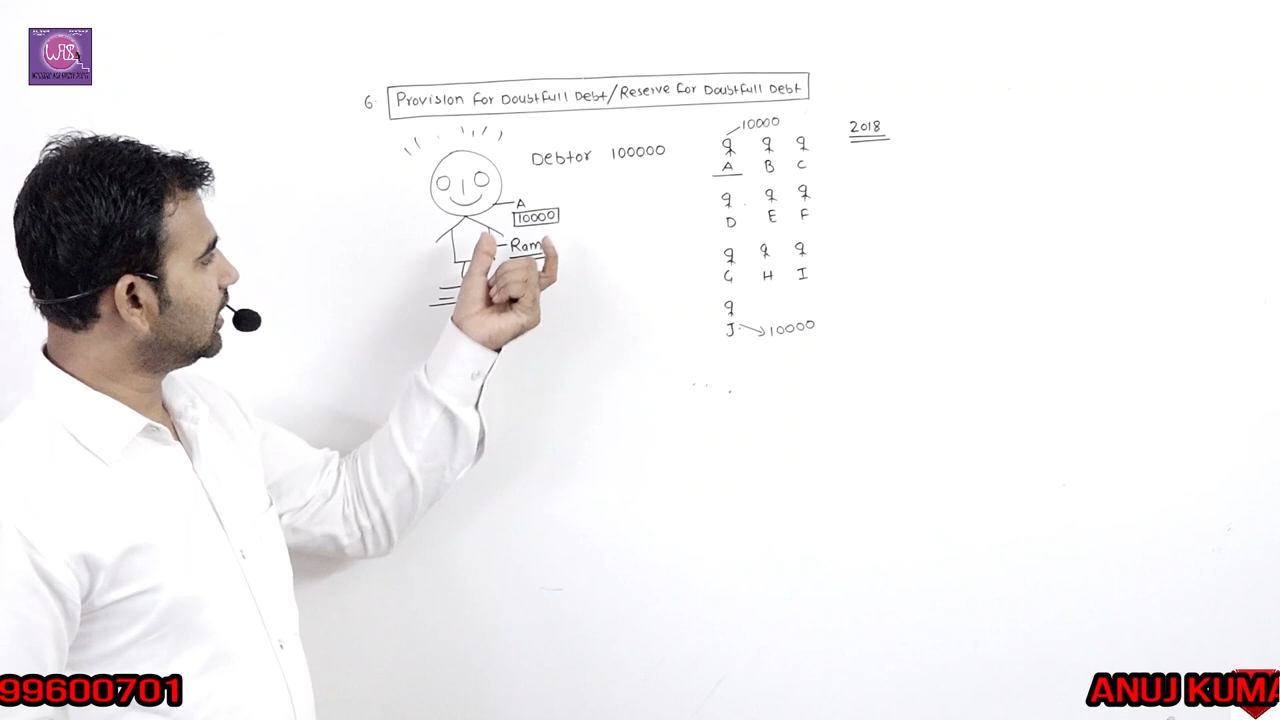 WAS
6. Provision for Doubtfull Debt/Reserve for Doubtfull Debt
Debtor 100000
10000
2018
A B C
A
10000
Ram
D E F
G H I
J 10000
99600701
ANUJ KUMA